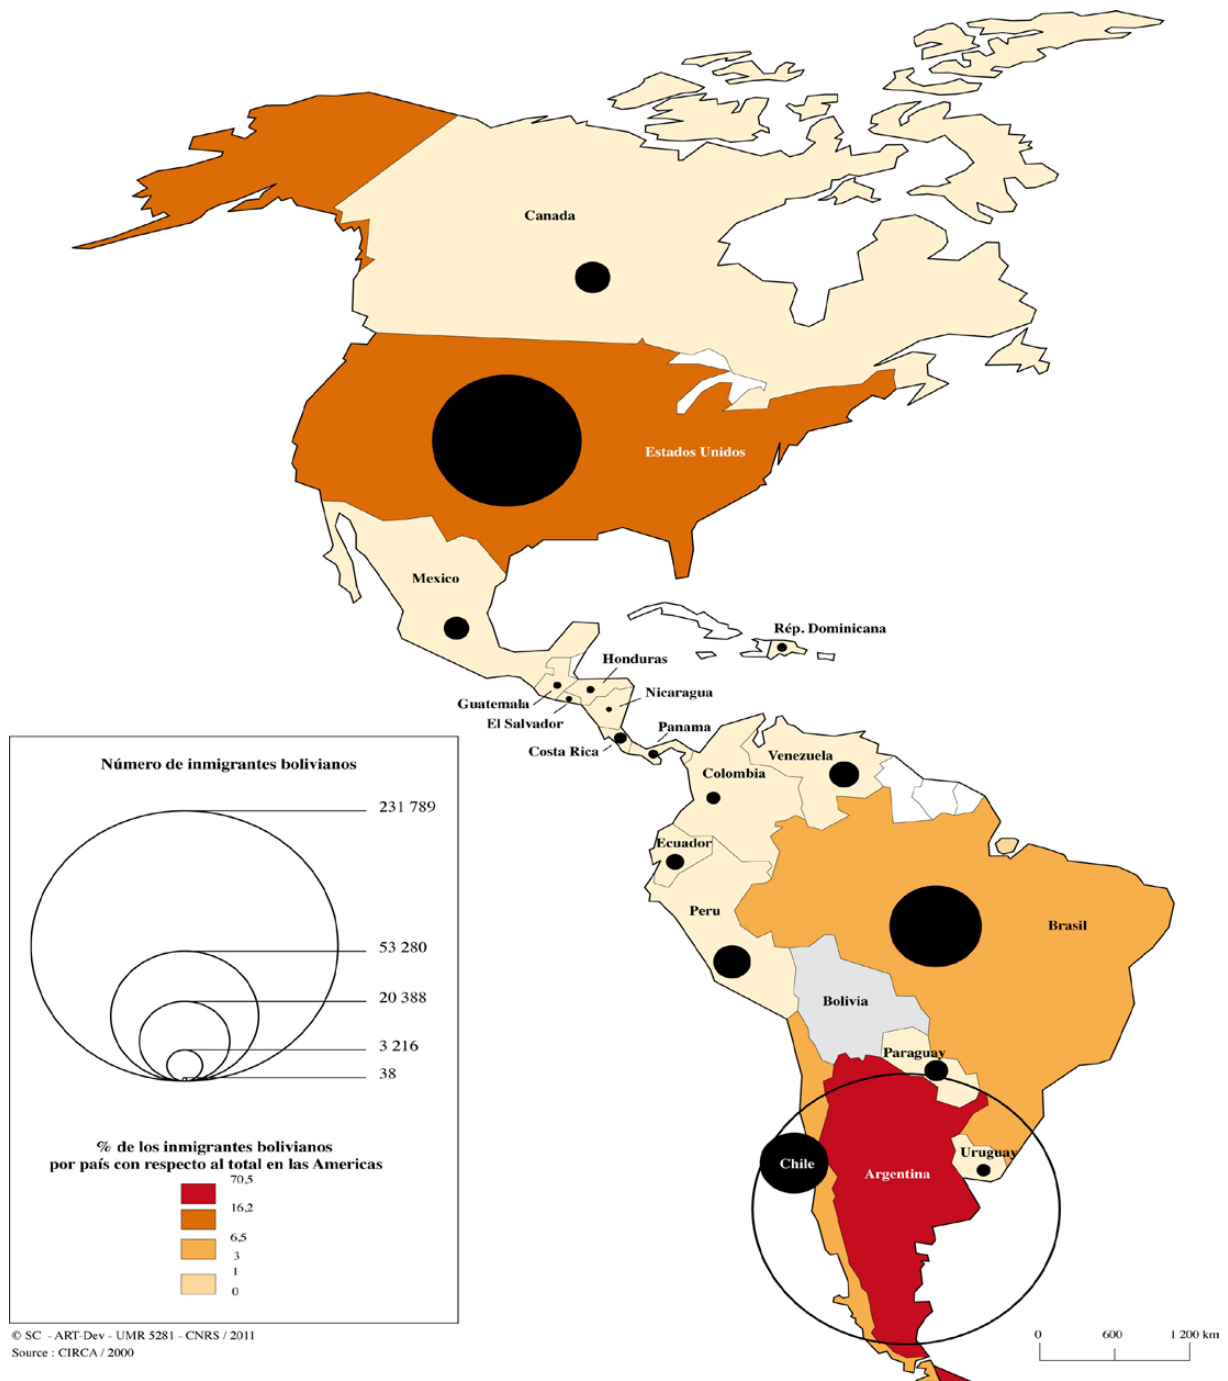 Canada
Estados Unidos
Mexico
Rép. Dominicana
Honduras
Guatemala
Nicaragua
El Salvador
Panama
Costa Rica
Venezuela
Colombia
Ecuador
Peru
Brasil
Bolivia
Paraguay
Chile
Uruguay
Argentina
Número de inmigrantes bolivianos
231 789
53 280
20 388
3 216
38
% de los inmigrantes bolivianos
por país con respecto al total en las Americas
70,5
16,2
6,5
3
1
0
© SC - ART-Dev - UMR 5281 - CNRS / 2011
Source : CIRCA / 2000
0 600 1 200 km